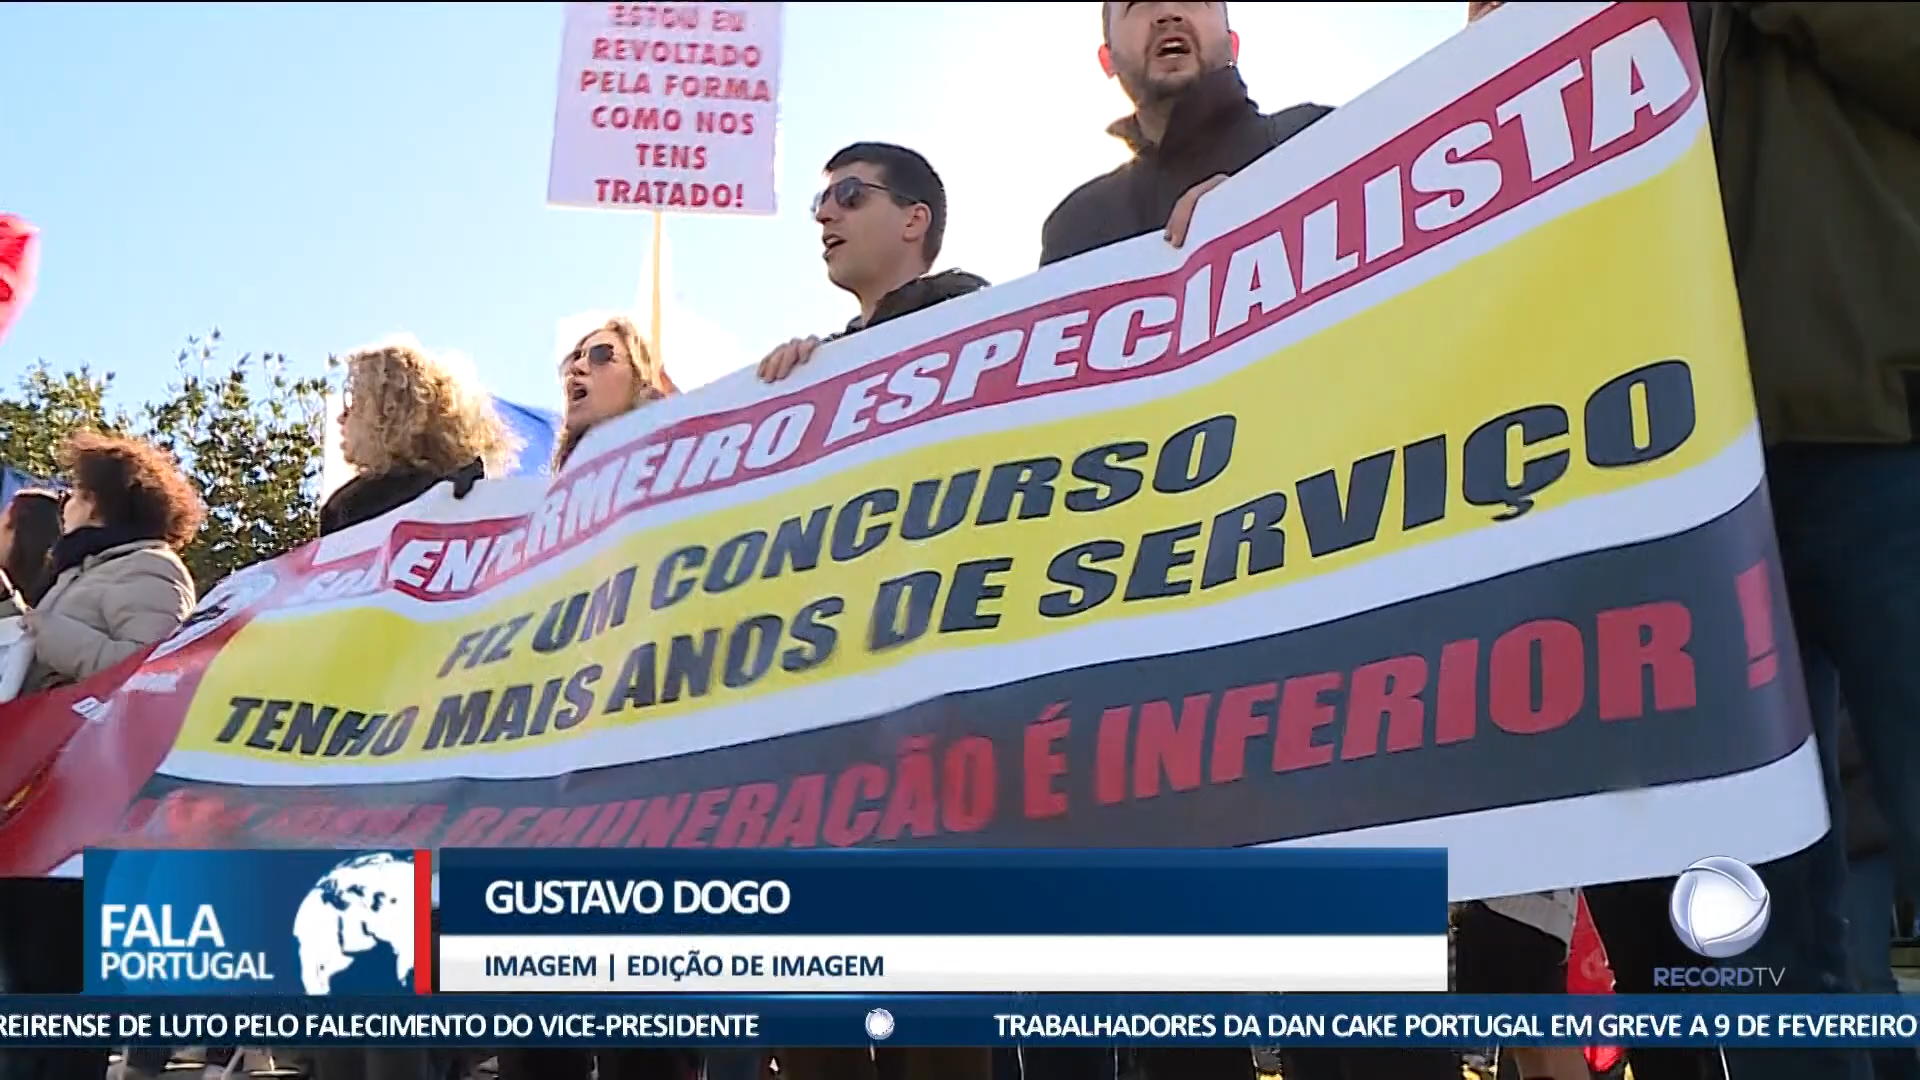 ESTOU EU
REVOLTADO
PELA FORMA
COMO NOS
TENS
TRATADO!
SOU ENFERMEIRO ESPECIALISTA
FIZ UM CONCURSO
TENHO MAIS ANOS DE SERVIÇO
REMUNERAÇÃO É INFERIOR !
FALA
PORTUGAL
GUSTAVO DOGO
IMAGEM | EDIÇÃO DE IMAGEM
RECORDTV
REIRENSE DE LUTO PELO FALECIMENTO DO VICE-PRESIDENTE
TRABALHADORES DA DAN CAKE PORTUGAL EM GREVE A 9 DE FEVEREIRO